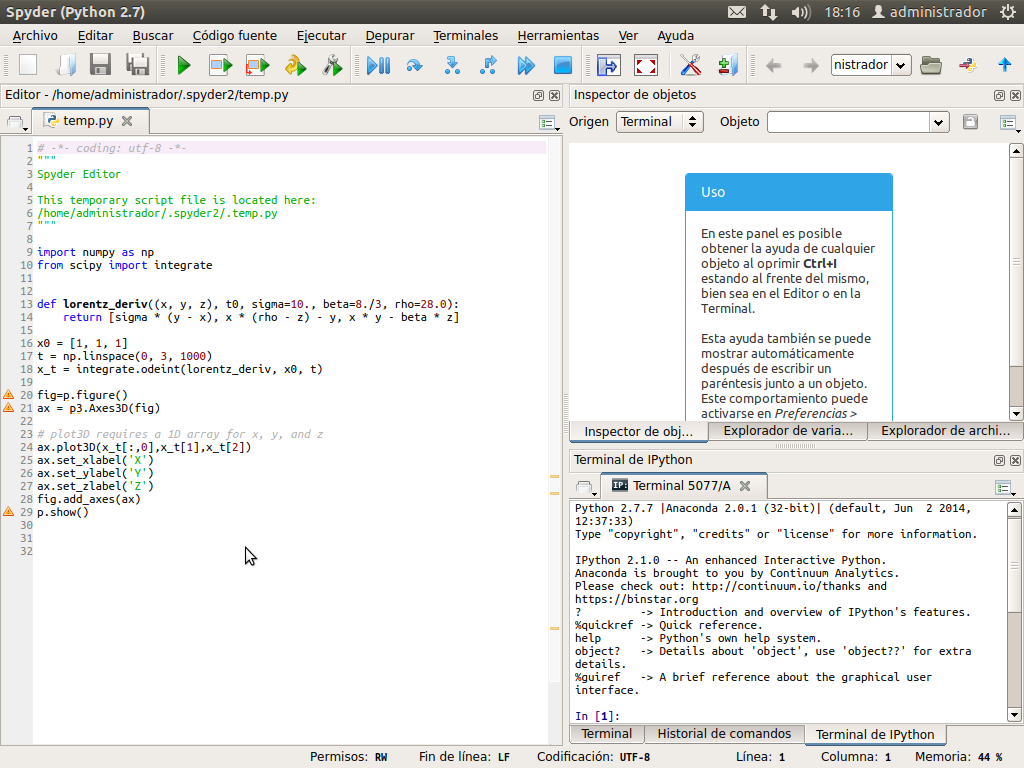 Spyder (Python 2.7)
18:16 administrador
Archivo Editar Buscar Código fuente Ejecutar Depurar Terminales Herramientas Ver Ayuda
nistrador
Editor - /home/administrador/.spyder2/temp.py
temp.py
1 # -*- coding: utf-8 -*-
2 """
3 Spyder Editor
4
5 This temporary script file is located here:
6 /home/administrador/.spyder2/.temp.py
7 """
8
9 import numpy as np
10 from scipy import integrate
11
12
13 def lorentz_deriv((x, y, z), t0, sigma=10., beta=8./3, rho=28.0):
14     return [sigma * (y - x), x * (rho - z) - y, x * y - beta * z]
15
16 x0 = [1, 1, 1]
17 t = np.linspace(0, 3, 1000)
18 x_t = integrate.odeint(lorentz_deriv, x0, t)
19
20 fig=p.figure()
21 ax = p3.Axes3D(fig)
22
23 # plot3D requires a 1D array for x, y, and z
24 ax.plot3D(x_t[:,0],x_t[1],x_t[2])
25 ax.set_xlabel('X')
26 ax.set_ylabel('Y')
27 ax.set_zlabel('Z')
28 fig.add_axes(ax)
29 p.show()
30
31
32
Inspector de objetos
Origen Terminal Objeto
Uso
En este panel es posible
obtener la ayuda de cualquier
objeto al oprimir Ctrl+I
estando al frente del mismo,
bien sea en el Editor o en la
Terminal.
Esta ayuda también se puede
mostrar automáticamente
después de escribir un
paréntesis junto a un objeto.
Este comportamiento puede
activarse en Preferencias >
Inspector de obj... Explorador de varia... Explorador de archi...
Terminal de IPython
IP: Terminal 5077/A
Python 2.7.7 |Anaconda 2.0.1 (32-bit)| (default, Jun  2 2014,
12:37:33)
Type "copyright", "credits" or "license" for more information.
IPython 2.1.0 -- An enhanced Interactive Python.
Anaconda is brought to you by Continuum Analytics.
Please check out: http://continuum.io/thanks and
https://binstar.org
?         -> Introduction and overview of IPython's features.
%quickref -> Quick reference.
help      -> Python's own help system.
object?   -> Details about 'object', use 'object??' for extra
details.
%guiref   -> A brief reference about the graphical user
interface.
In [1]:
Terminal Historial de comandos Terminal de IPython
Permisos: RW Fin de línea: LF Codificación: UTF-8 Línea: 1 Columna: 1 Memoria: 44 %